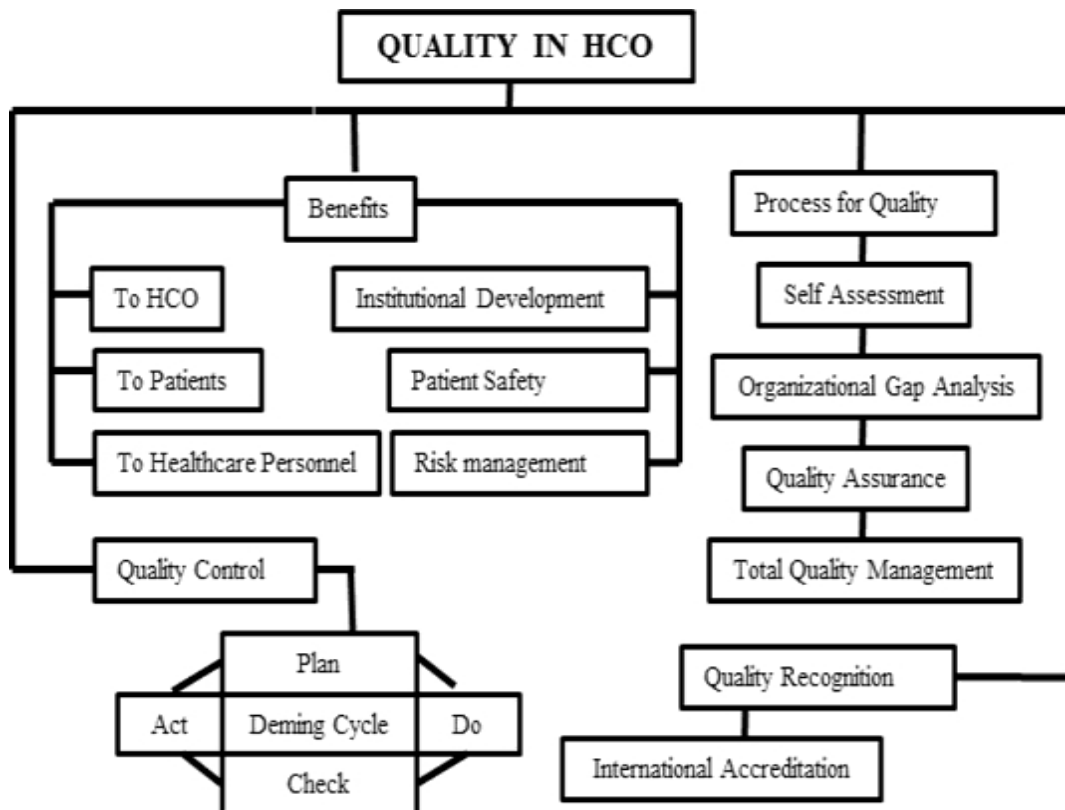 QUALITY IN HCO
Benefits
To HCO
To Patients
To Healthcare Personnel
Institutional Development
Patient Safety
Risk management
Process for Quality
Self Assessment
Organizational Gap Analysis
Quality Assurance
Total Quality Management
Quality Control
Plan
Act
Deming Cycle
Do
Check
Quality Recognition
International Accreditation